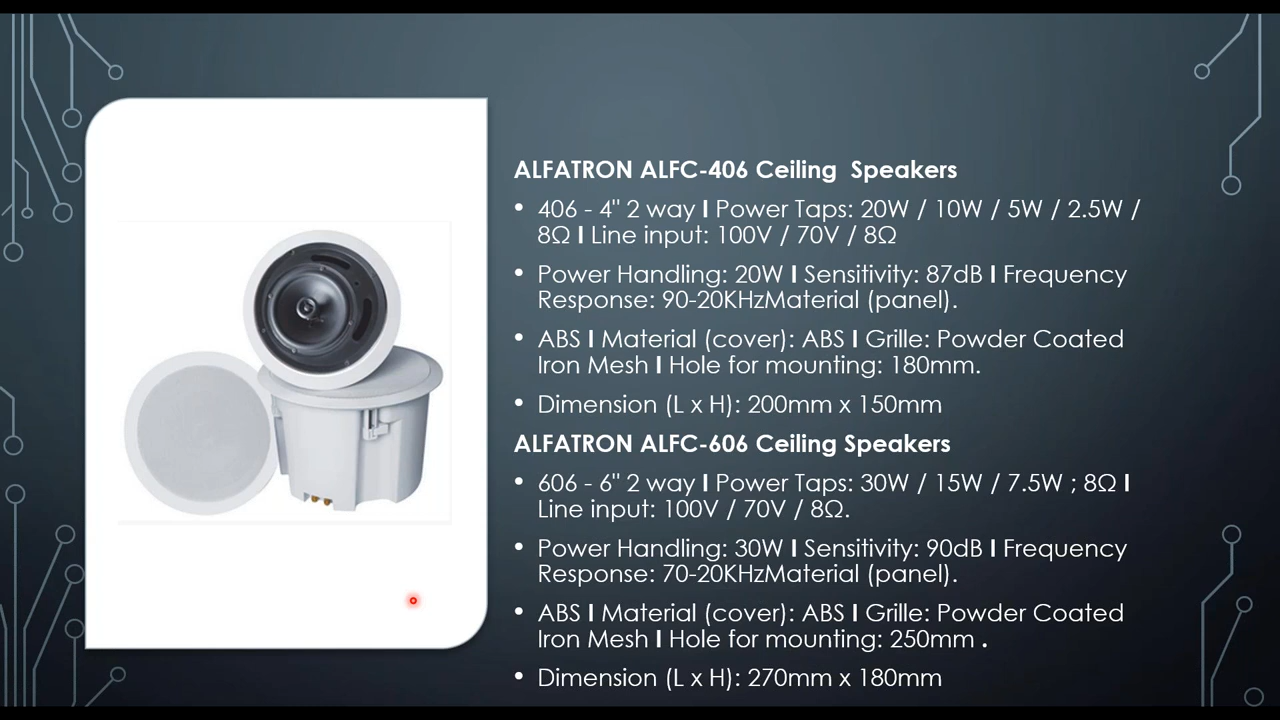 ALFATRON ALFC-406 Ceiling  Speakers
• 406 - 4" 2 way I Power Taps: 20W / 10W / 5W / 2.5W /
8Ω I Line input: 100V / 70V / 8Ω
• Power Handling: 20W I Sensitivity: 87dB I Frequency
Response: 90-20KHzMaterial (panel).
• ABS I Material (cover): ABS I Grille: Powder Coated
Iron Mesh I Hole for mounting: 180mm.
• Dimension (L x H): 200mm x 150mm
ALFATRON ALFC-606 Ceiling Speakers
• 606 - 6" 2 way I Power Taps: 30W / 15W / 7.5W ; 8Ω I
Line input: 100V / 70V / 8Ω.
• Power Handling: 30W I Sensitivity: 90dB I Frequency
Response: 70-20KHzMaterial (panel).
• ABS I Material (cover): ABS I Grille: Powder Coated
Iron Mesh I Hole for mounting: 250mm .
• Dimension (L x H): 270mm x 180mm